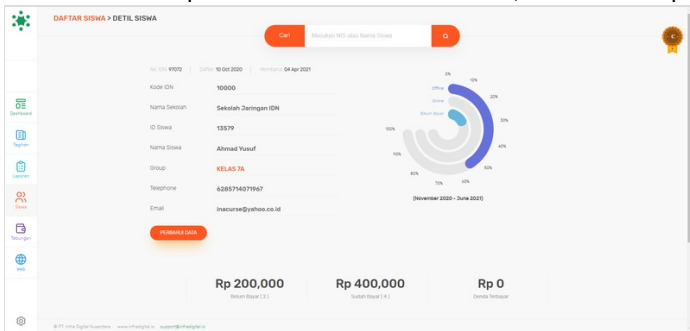 DAFTAR SISWA > DETIL SISWA
Cari Masukan NIS atau Nama Siswa
No. IDN 97072 | Daftar 10 Oct 2020 | Pembaruan 04 Apr 2021
Kode IDN 10000
Nama Sekolah Sekolah Jaringan IDN
ID Siswa 13579
Nama Siswa Ahmad Yusuf
Group KELAS 7A
Telephone 6285714071967
Email inacurse@yahoo.co.id
PERBARUI DATA
Offline
Online
Belum Bayar
0%
10%
20%
30%
40%
50%
60%
70%
80%
90%
100%
(November 2020 - June 2021)
Rp 200,000 Rp 400,000 Rp 0
Belum Bayar ( 2 ) Sudah Bayar ( 4 ) Denda Terbayar
Dashboard
Tagihan
Laporan
Siswa
Tabungan
Web
© PT. Infra Digital Nusantara www.infradigital.io support@infradigital.io